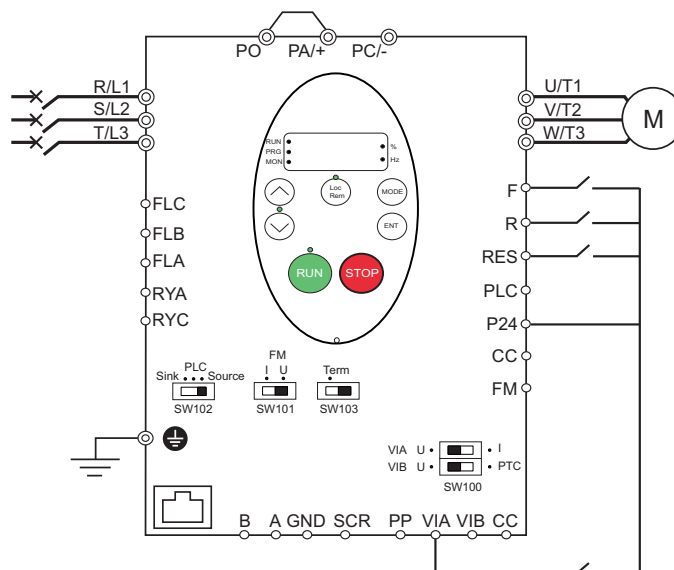 PO PA/+ PC/-
R/L1
S/L2
T/L3
U/T1
V/T2
W/T3
M
RUN
PRG
MON
%
Hz
Loc
Rem
MODE
ENT
RUN STOP
FLC
FLB
FLA
RYA
RYC
F
R
RES
PLC
P24
CC
FM
PLC
Sink Source
SW102
FM
I U
SW101
Term
SW103
VIA U I
VIB U PTC
SW100
B A GND SCR PP VIA VIB CC